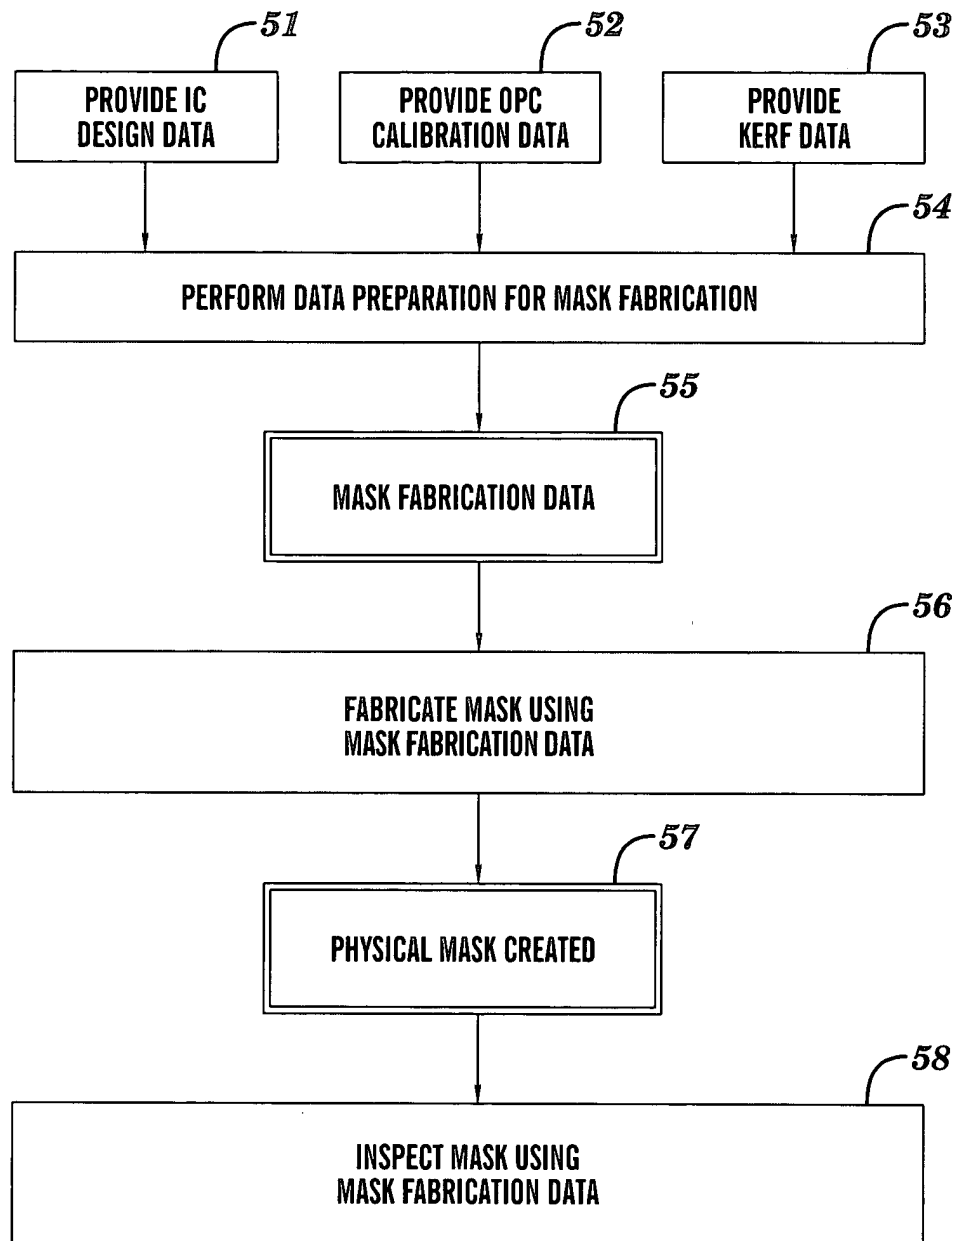 51
52
53
PROVIDE IC
DESIGN DATA
PROVIDE OPC
CALIBRATION DATA
PROVIDE
KERF DATA
54
PERFORM DATA PREPARATION FOR MASK FABRICATION
55
MASK FABRICATION DATA
56
FABRICATE MASK USING
MASK FABRICATION DATA
57
PHYSICAL MASK CREATED
58
INSPECT MASK USING
MASK FABRICATION DATA